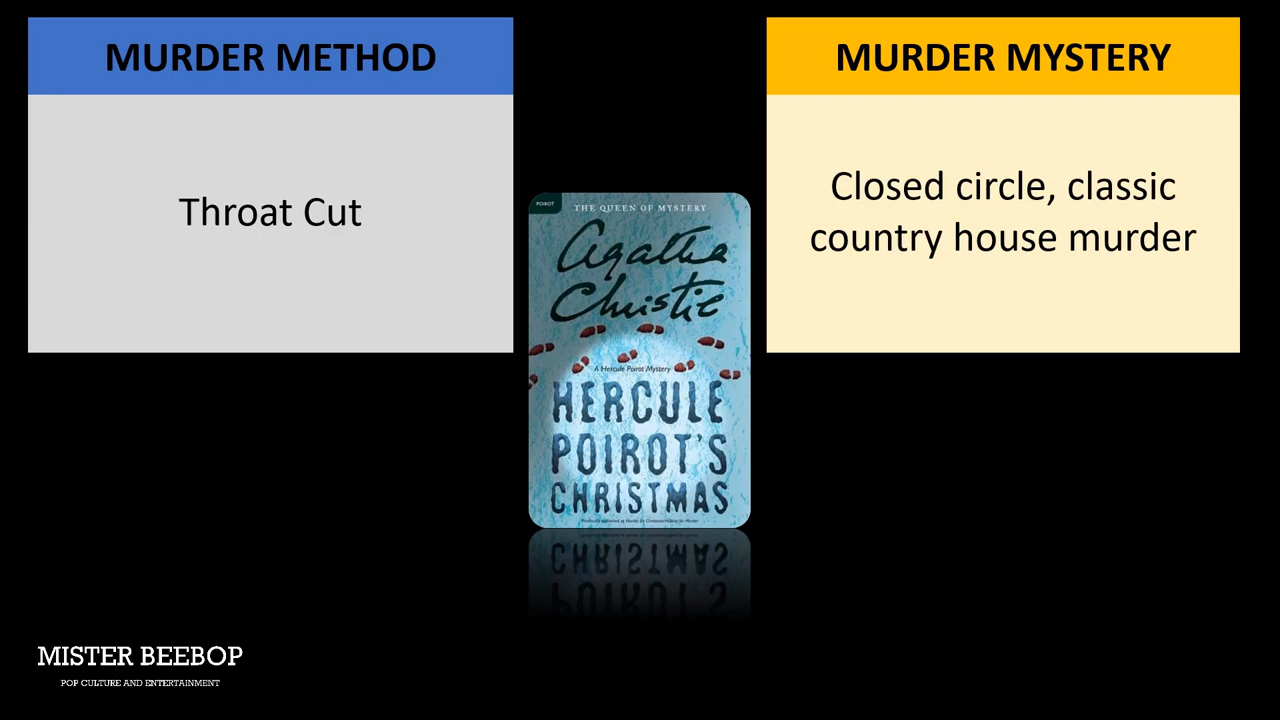 MURDER METHOD
Throat Cut
MURDER MYSTERY
Closed circle, classic
country house murder
POIROT
THE QUEEN OF MYSTERY
Agatha
Christie
A Hercule Poirot Mystery
HERCULE
POIROT'S
CHRISTMAS
MISTER BEEBOP
POP CULTURE AND ENTERTAINMENT